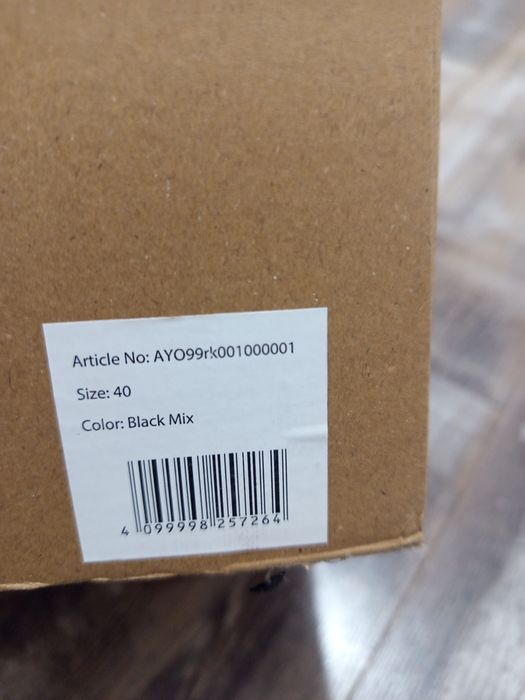 Article No: AYO99rk001000001
Size: 40
Color: Black Mix
4 099998 257264